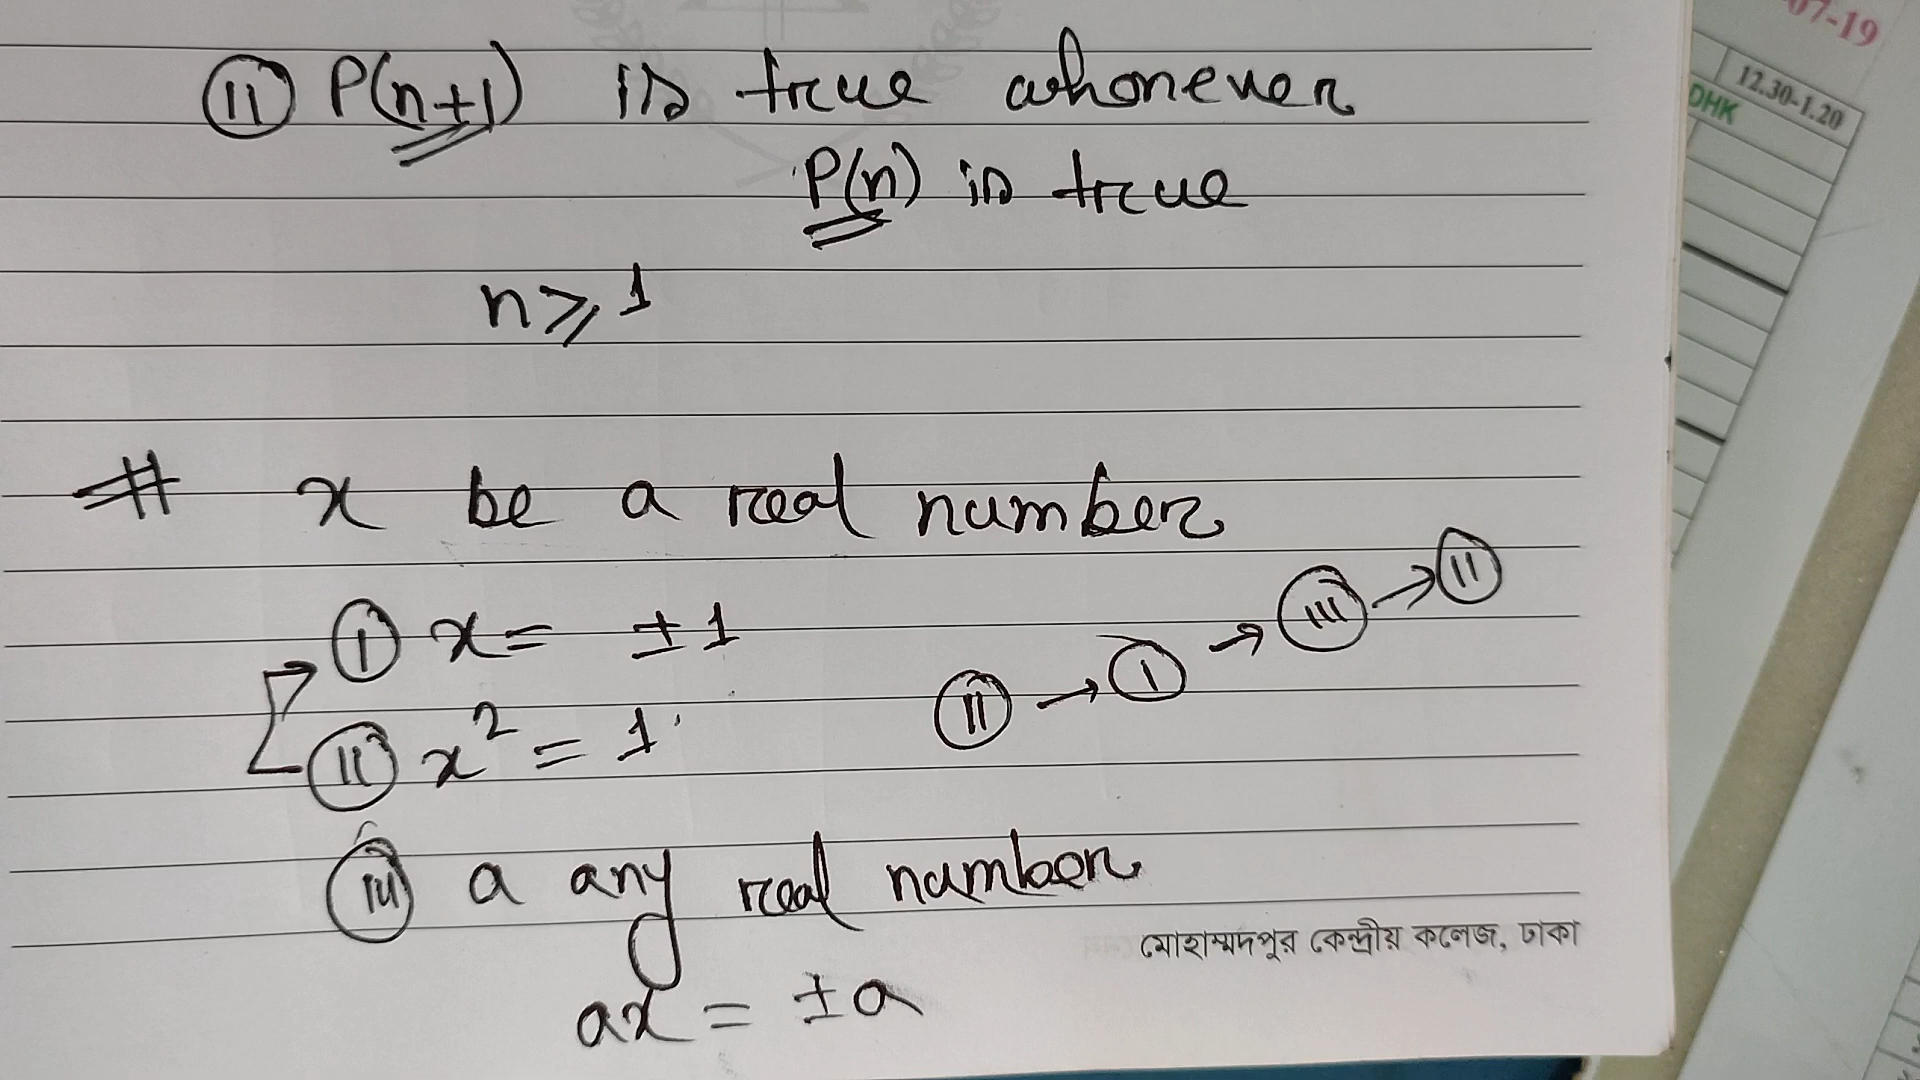 (ii) P(n+1) is true whenever
P(n) is true
n ⩾ 1
# x be a real number
(i) x = ±1
(ii) x² = 1
(ii) → (i) → (iii) → (ii)
(iii) a any real number
ax = ±a
মোহাম্মদপুর কেন্দ্রীয় কলেজ, ঢাকা
07-19
12.30-1.20
DHK